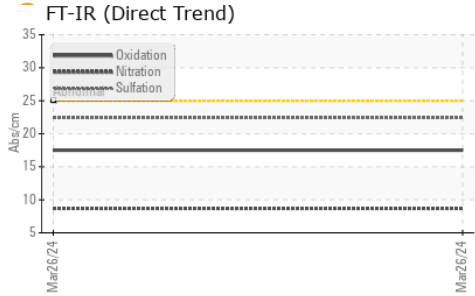 FT-IR (Direct Trend)
35
30
25
20
15
10
5
Abs/cm
Oxidation
Nitration
Sulfation
Abnormal
Mar26/24
Mar26/24